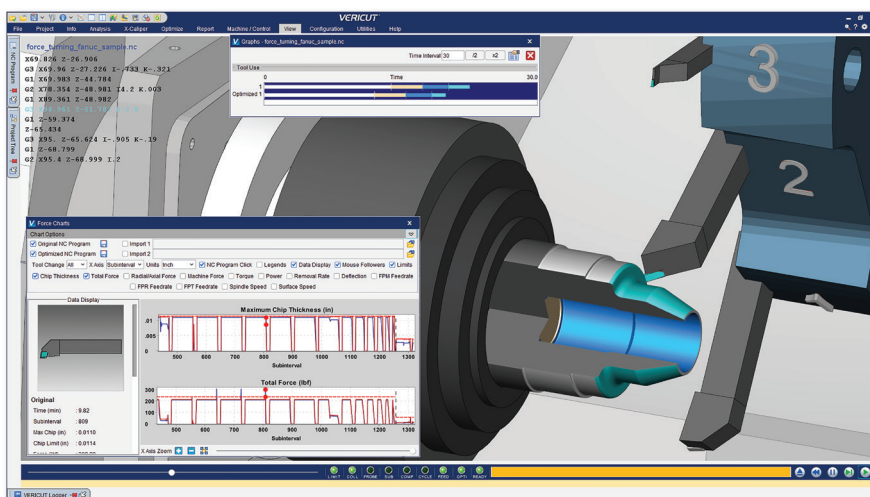 VERICUT
File Project Info Analysis X-Caliper Optimize Report Machine / Control View Configuration Utilities Help
NC Program
Project Tree
force_turning_fanuc_sample.nc
X69.826 Z-26.906
G3 X69.96 Z-27.226 I-.733 K-.321
G1 X69.983 Z-44.784
G2 X78.354 Z-48.981 I4.2 K.003
G1 X89.361 Z-48.982
G1 Z-59.374
Z-65.434
G3 X95. Z-65.624 I-.905 K-.19
G1 Z-68.799
G2 X95.4 Z-68.999 I.2
Graphs - force_turning_fanuc_sample.nc
Time Interval 30 /2 x2
Tool Use
0 Time 30.0
1
Optimized 1
3
2
Force Charts
Chart Options
Original NC Program Import 1
Optimized NC Program Import 2
Tool Change All X Axis Subinterval Units Inch NC Program Click Legends Data Display Mouse Followers Limits
Chip Thickness Total Force Radial/Axial Force Machine Force Torque Power Removal Rate Deflection FPM Feedrate
FPR Feedrate FPT Feedrate Spindle Speed Surface Speed
Data Display
Original
Time (min) : 9.82
Subinterval : 809
Max Chip (in) : 0.0110
Chip Limit (in) : 0.0114
Maximum Chip Thickness (in)
.01
.005
0
500 600 700 800 900 1000 1100 1200 1300
Subinterval
Total Force (lbf)
300
200
100
0
500 600 700 800 900 1000 1100 1200 1300
Subinterval
X Axis Zoom
LIMIT COLL PROBE SUB COMP CYCLE FEED OPTI READY
VERICUT Logger